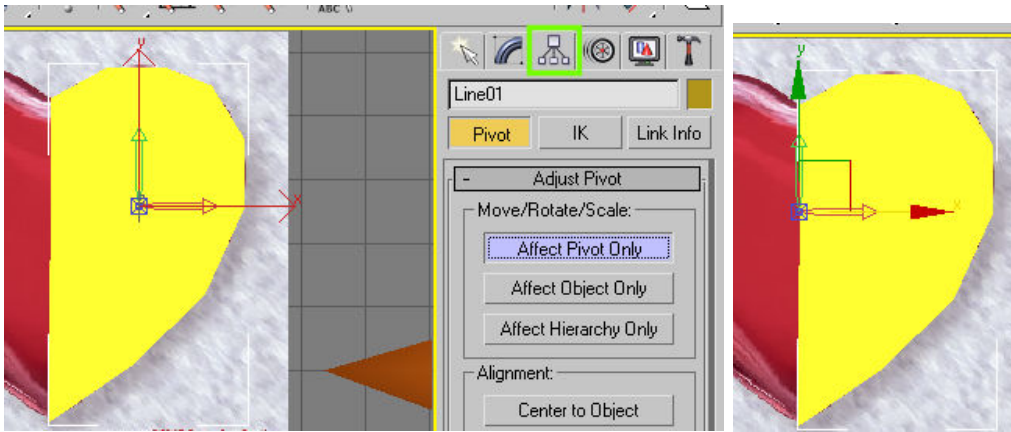 ABC
y
x
Line01
Pivot IK Link Info
- Adjust Pivot
Move/Rotate/Scale:
Affect Pivot Only
Affect Object Only
Affect Hierarchy Only
Alignment:
Center to Object
y
x